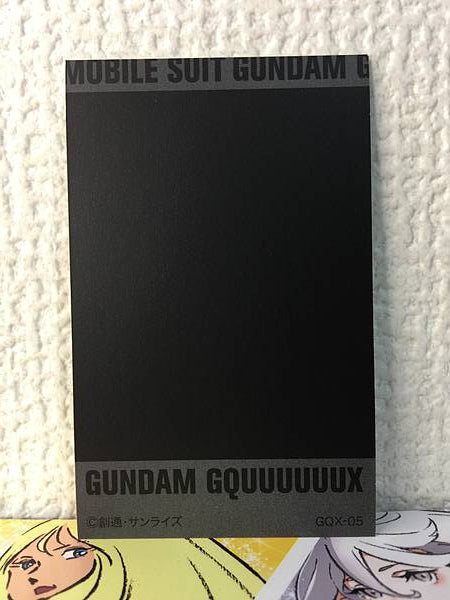 MOBILE SUIT GUNDAM G
GUNDAM GQUUUUUUX
©創通・サンライズ
GQX-05